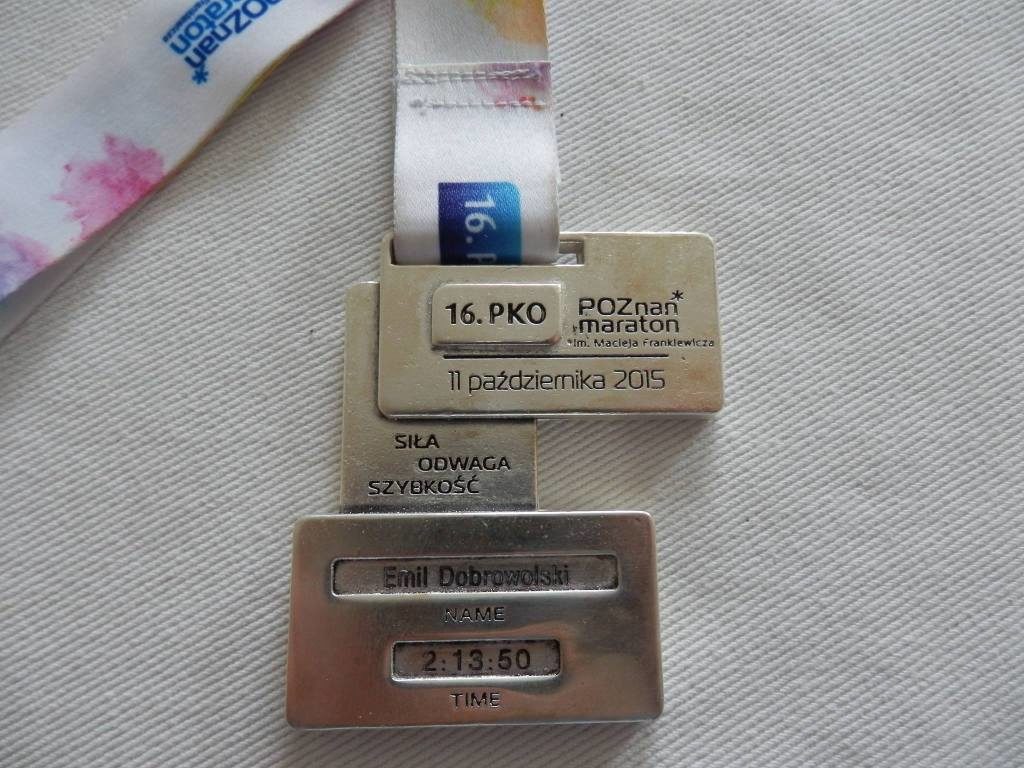 POZnan*
maraton
16. P
16. PKO
POZnan*
maraton
im. Macieja Frankiewicza
11 października 2015
SIŁA
ODWAGA
SZYBKOŚĆ
Emil Dobrowolski
NAME
2:13:50
TIME